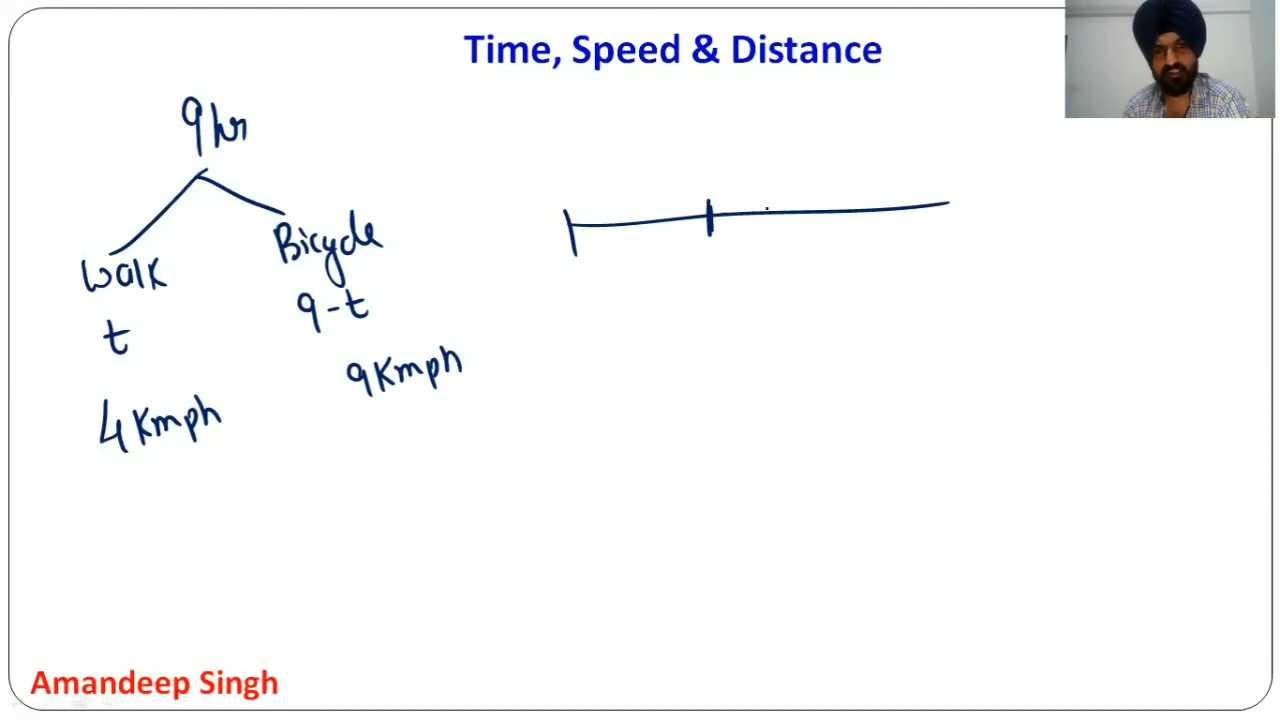 Time, Speed & Distance
9hr
Walk
Bicycle
t
9-t
4Kmph
9Kmph
Amandeep Singh